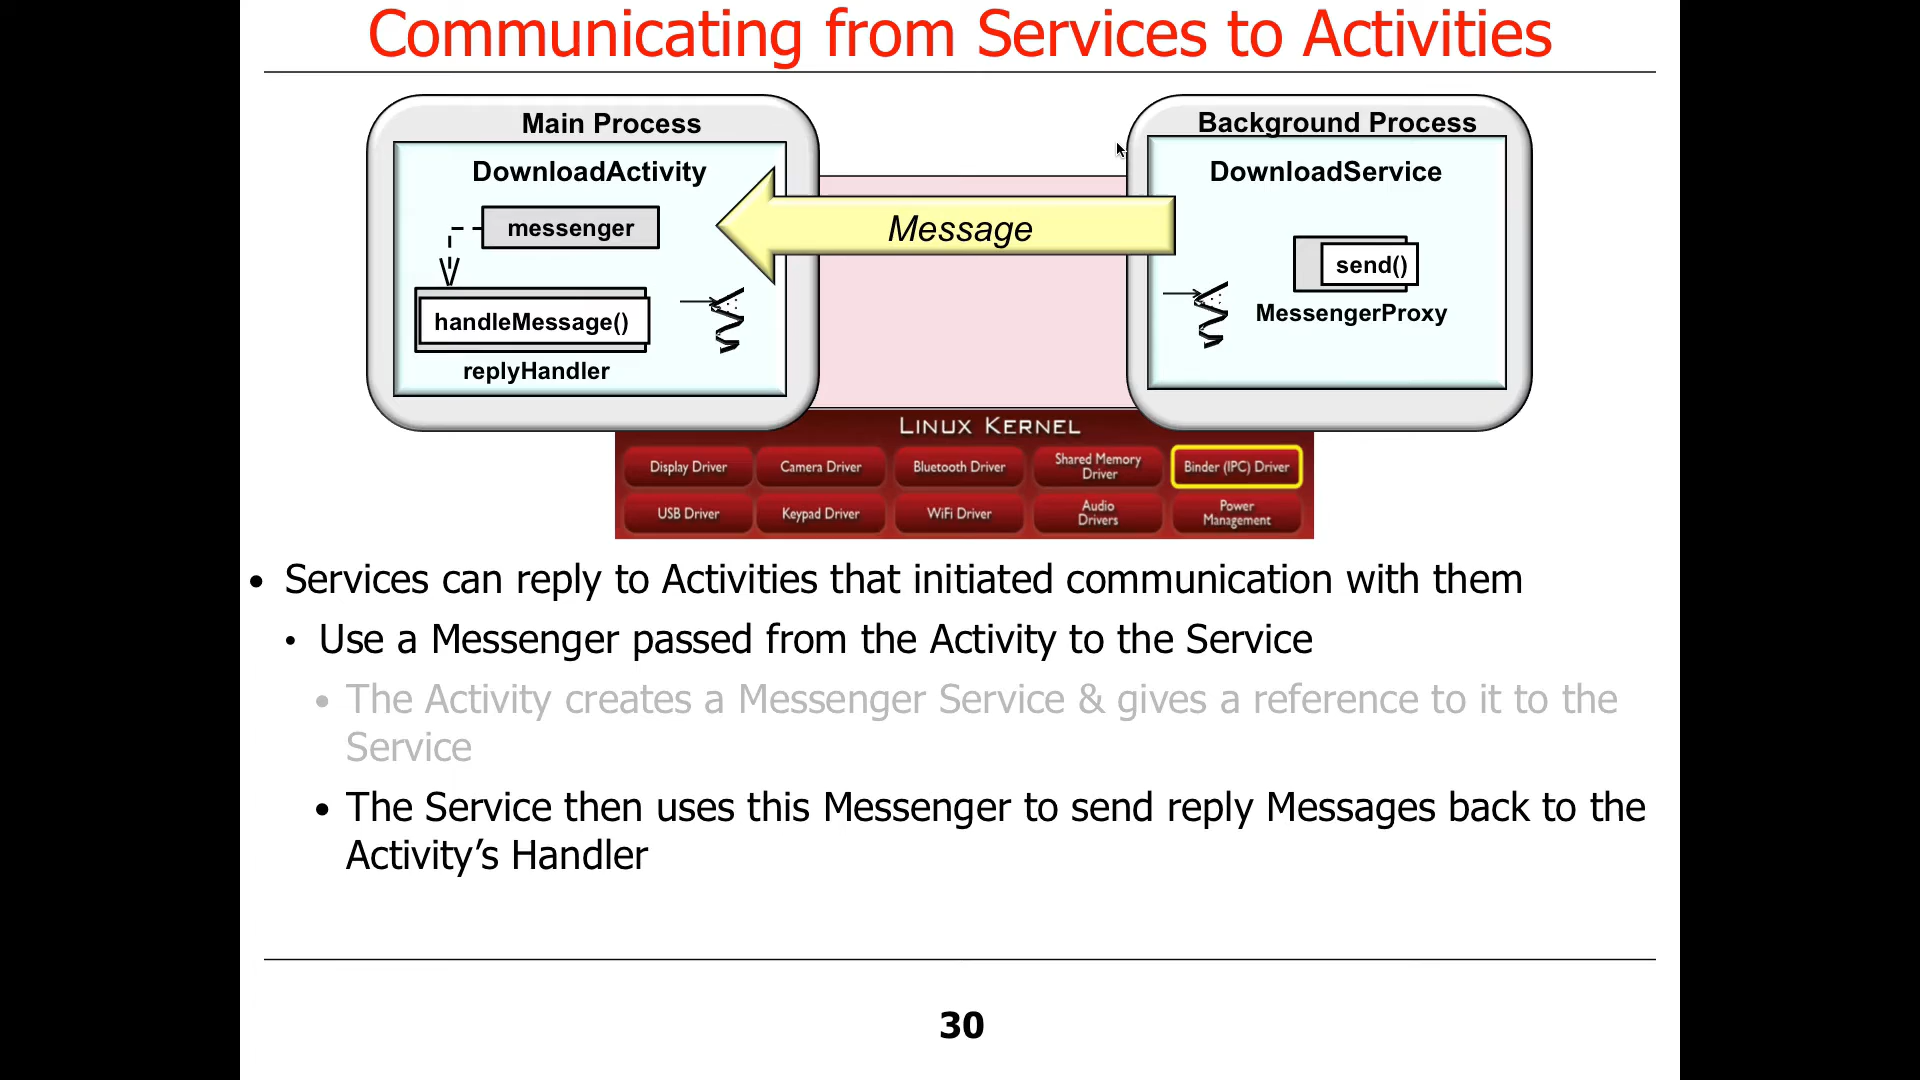 Communicating from Services to Activities
Main Process
Background Process
DownloadActivity
DownloadService
messenger
Message
send()
handleMessage()
MessengerProxy
replyHandler
LINUX KERNEL
Display Driver
Camera Driver
Bluetooth Driver
Shared Memory
Driver
Binder (IPC) Driver
USB Driver
Keypad Driver
WiFi Driver
Audio
Drivers
Power
Management
• Services can reply to Activities that initiated communication with them
• Use a Messenger passed from the Activity to the Service
• The Activity creates a Messenger Service & gives a reference to it to the
Service
• The Service then uses this Messenger to send reply Messages back to the
Activity’s Handler
30